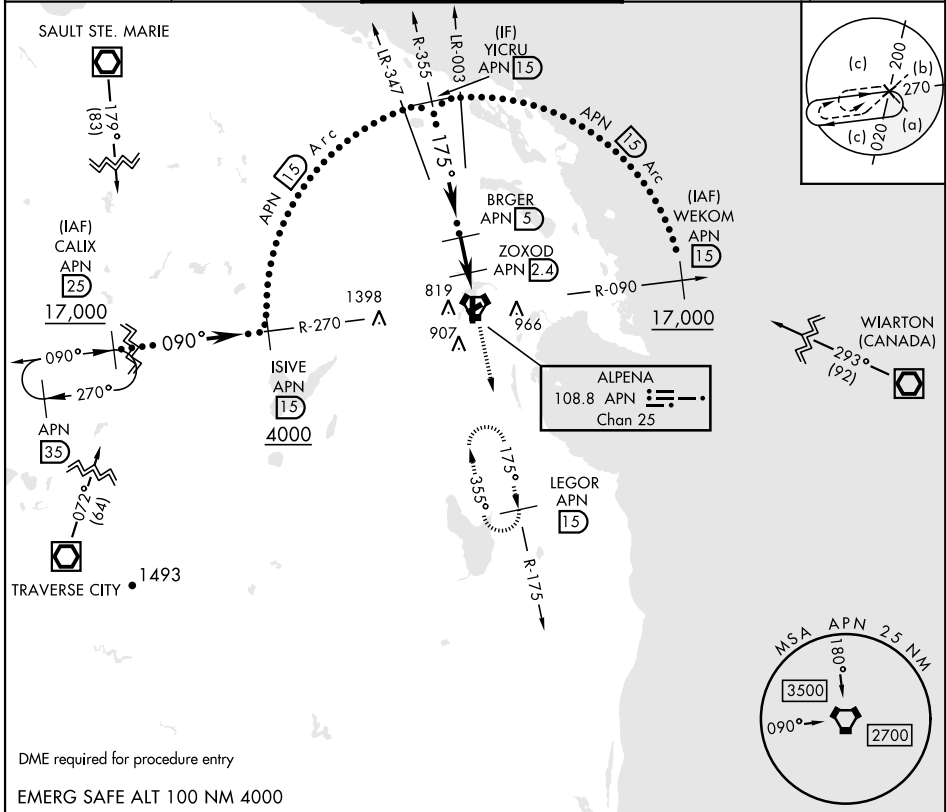 SAULT STE. MARIE
179°
(83)
LR-347
R-355
LR-003
(IF)
YICRU
APN 15
175°
APN 15 Arc
APN 15 Arc
(c)
200
(b)
270
(a)
(c)
020
(IAF)
CALIX
APN
25
17,000
090°
090°
270°
APN
35
ISIVE
APN
15
4000
R-270
1398
BRGER
APN 5
ZOXOD
APN 2.4
819
907
966
(IAF)
WEKOM
APN
15
R-090
17,000
WIARTON
(CANADA)
293°
(92)
ALPENA
108.8 APN
Chan 25
072°
(64)
TRAVERSE CITY
1493
175°
355°
LEGOR
APN
15
R-175
MSA APN 25 NM
180°
3500
090°
2700
DME required for procedure entry
EMERG SAFE ALT 100 NM 4000